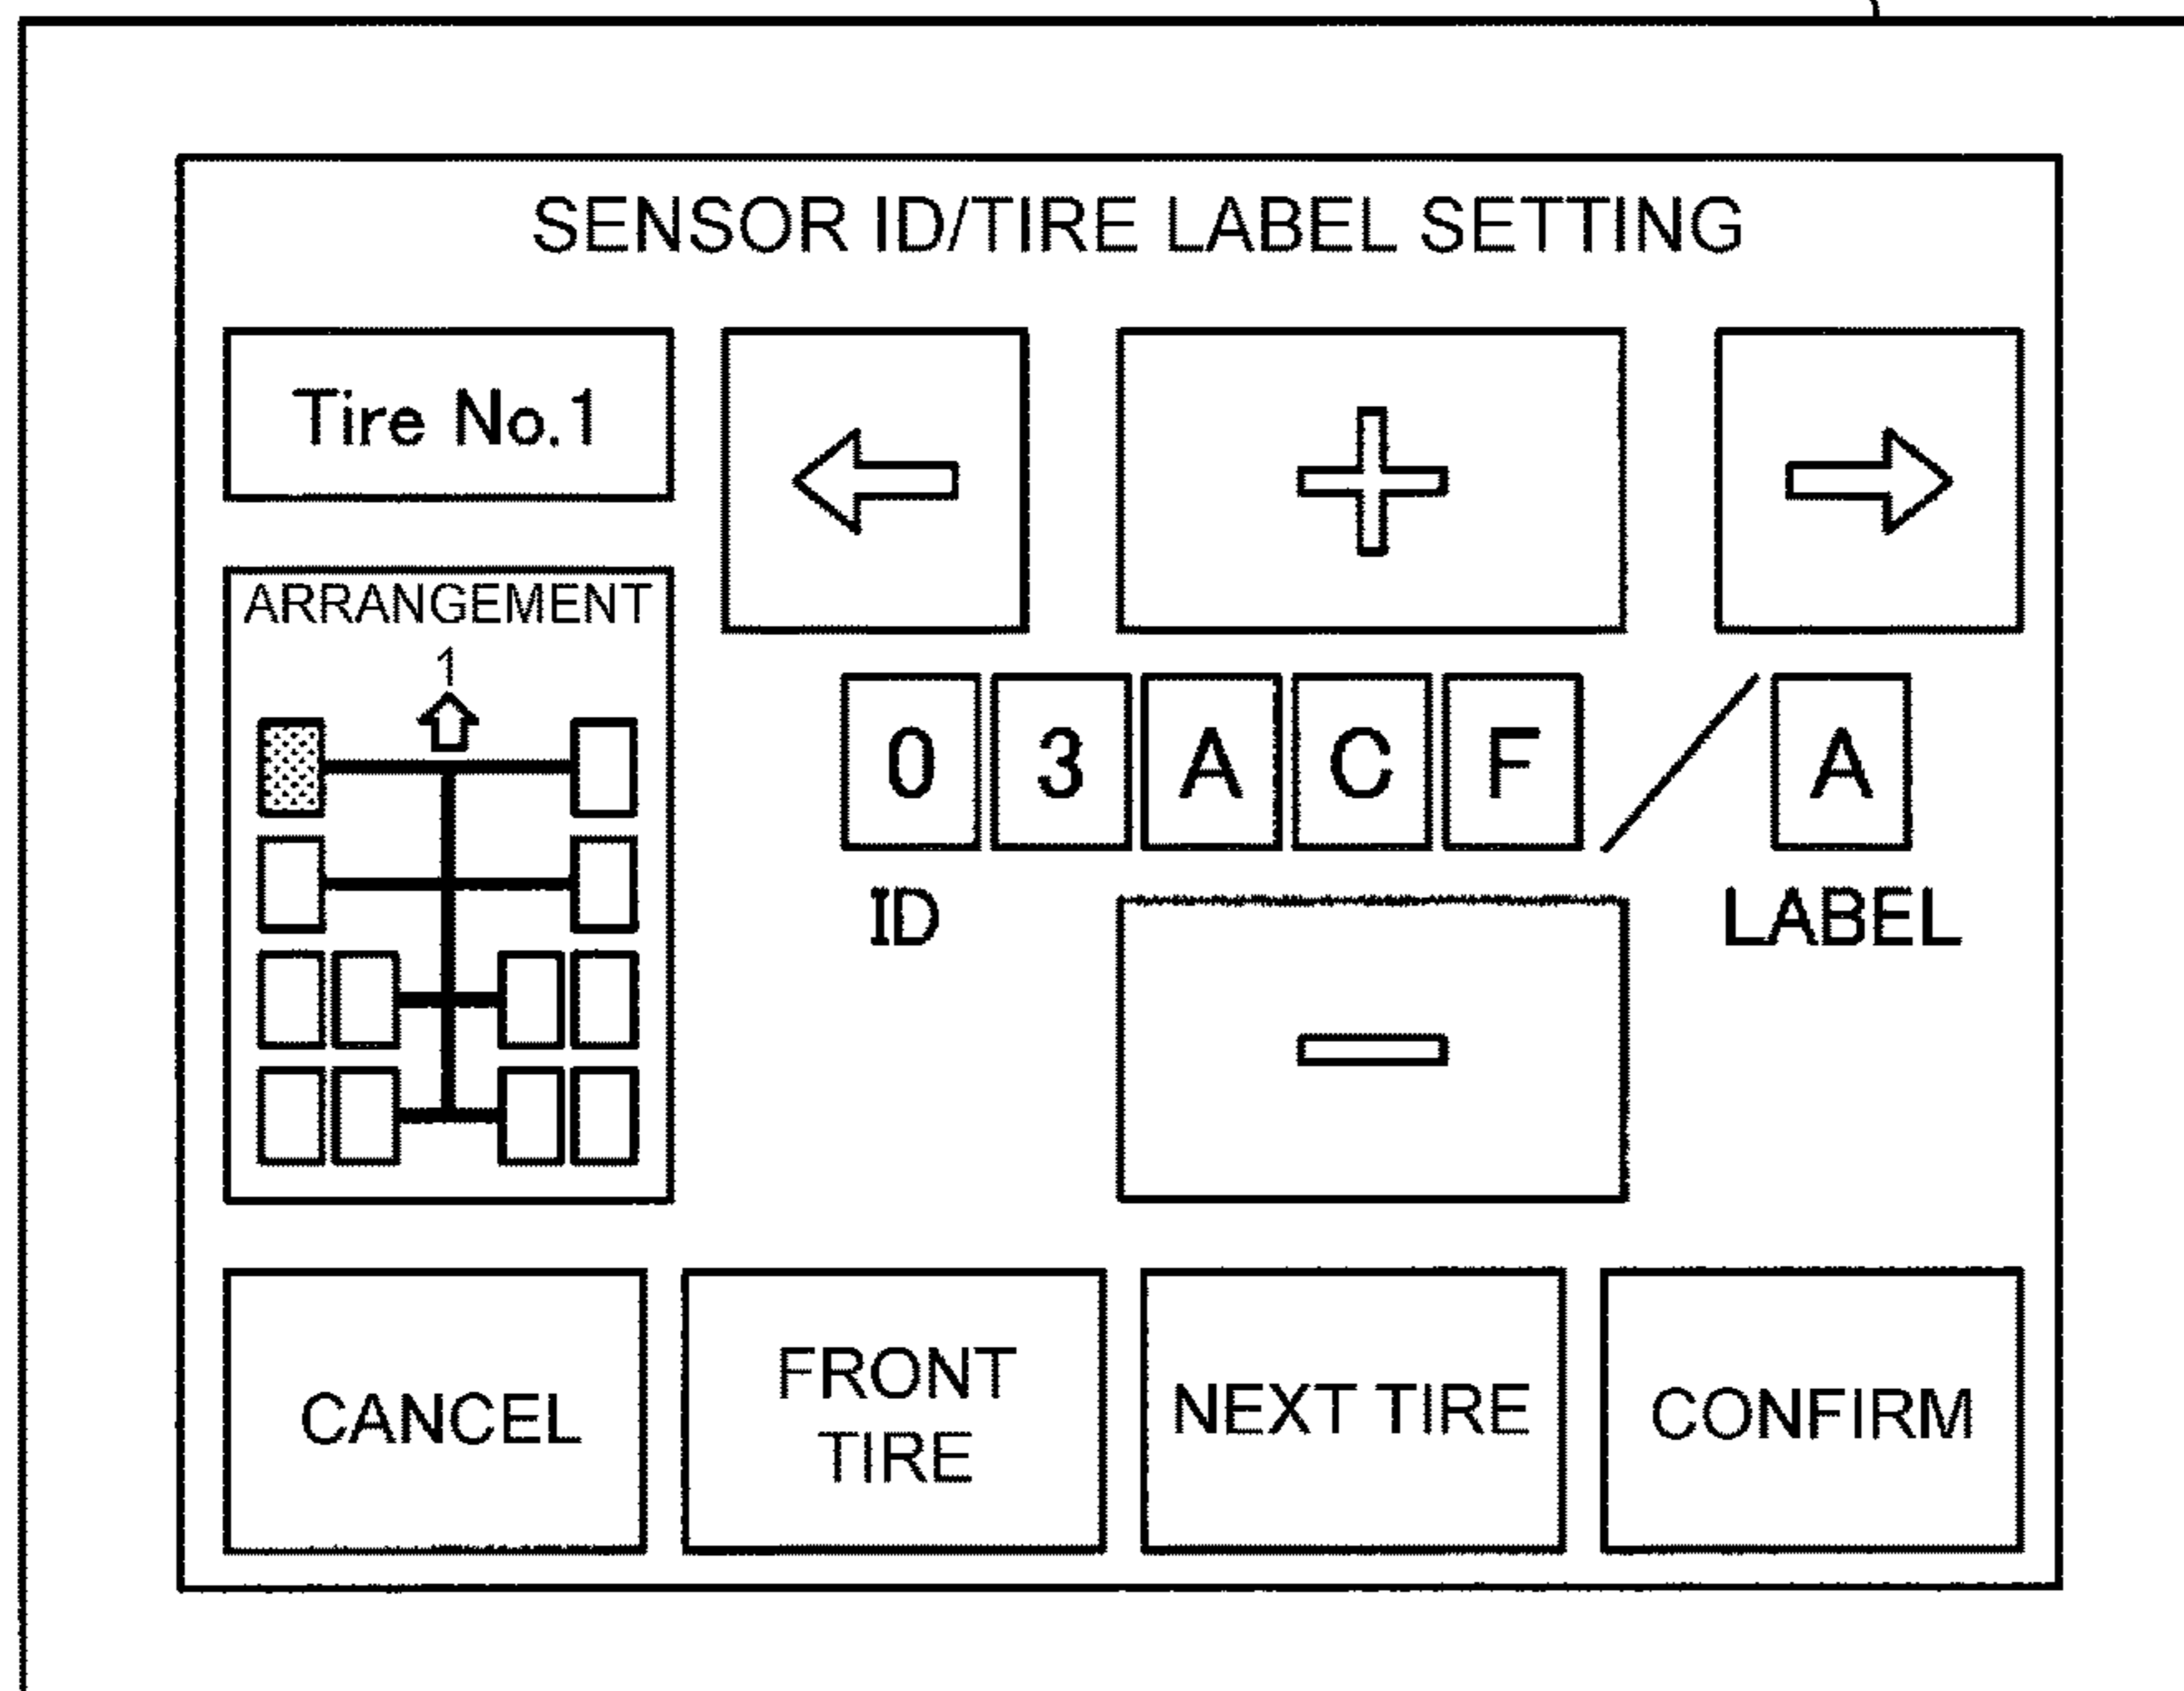 SENSOR ID/TIRE LABEL SETTING
Tire No.1
ARRANGEMENT
1
0 3 A C F / A
ID
LABEL
CANCEL
FRONT
TIRE
NEXT TIRE
CONFIRM